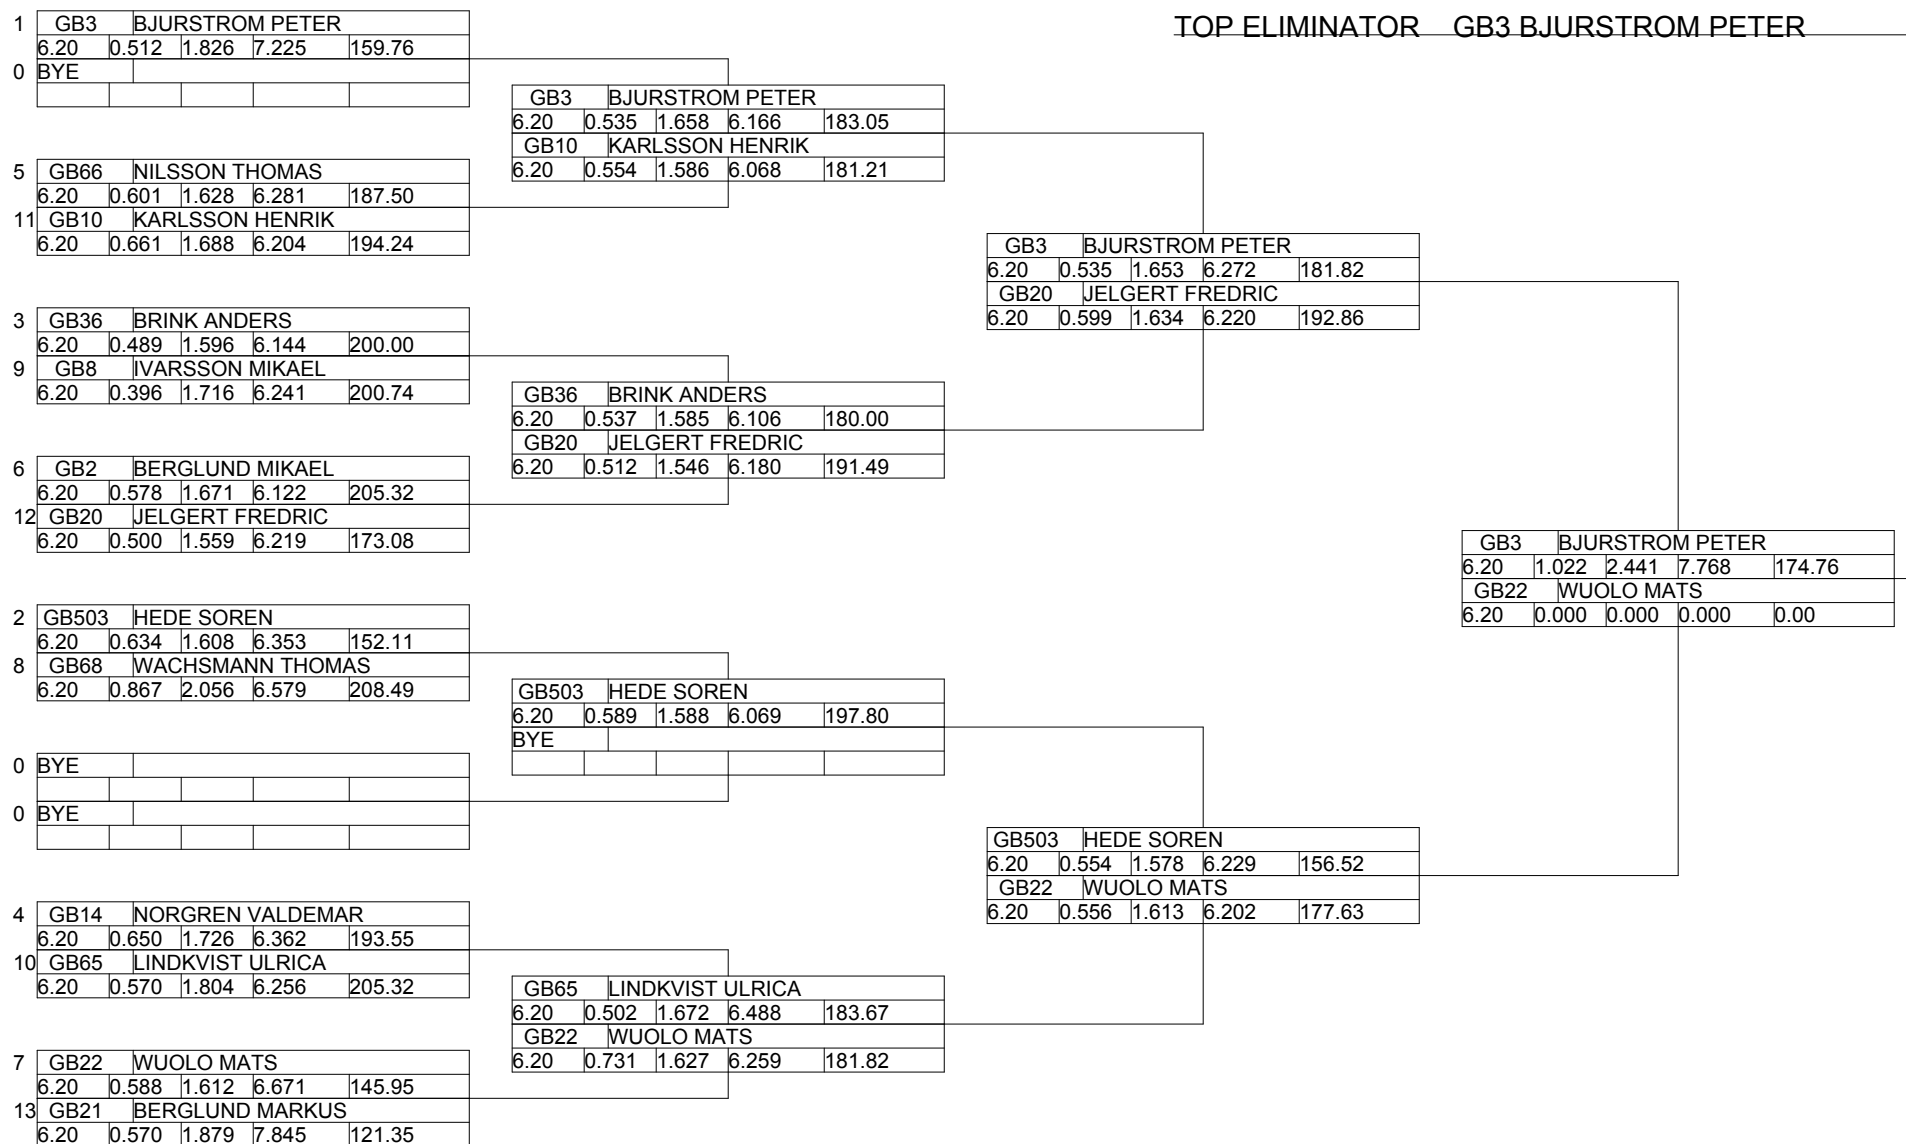 TOP ELIMINATOR GB3 BJURSTROM PETER
1 GB3 BJURSTROM PETER
6.20 0.512 1.826 7.225 159.76
0 BYE
5 GB66 NILSSON THOMAS
6.20 0.601 1.628 6.281 187.50
11 GB10 KARLSSON HENRIK
6.20 0.661 1.688 6.204 194.24
3 GB36 BRINK ANDERS
6.20 0.489 1.596 6.144 200.00
9 GB8 IVARSSON MIKAEL
6.20 0.396 1.716 6.241 200.74
6 GB2 BERGLUND MIKAEL
6.20 0.578 1.671 6.122 205.32
12 GB20 JELGERT FREDRIC
6.20 0.500 1.559 6.219 173.08
2 GB503 HEDE SOREN
6.20 0.634 1.608 6.353 152.11
8 GB68 WACHSMANN THOMAS
6.20 0.867 2.056 6.579 208.49
0 BYE
0 BYE
4 GB14 NORGREN VALDEMAR
6.20 0.650 1.726 6.362 193.55
10 GB65 LINDKVIST ULRICA
6.20 0.570 1.804 6.256 205.32
7 GB22 WUOLO MATS
6.20 0.588 1.612 6.671 145.95
13 GB21 BERGLUND MARKUS
6.20 0.570 1.879 7.845 121.35
GB3 BJURSTROM PETER
6.20 0.535 1.658 6.166 183.05
GB10 KARLSSON HENRIK
6.20 0.554 1.586 6.068 181.21
GB36 BRINK ANDERS
6.20 0.537 1.585 6.106 180.00
GB20 JELGERT FREDRIC
6.20 0.512 1.546 6.180 191.49
GB503 HEDE SOREN
6.20 0.589 1.588 6.069 197.80
BYE
GB65 LINDKVIST ULRICA
6.20 0.502 1.672 6.488 183.67
GB22 WUOLO MATS
6.20 0.731 1.627 6.259 181.82
GB3 BJURSTROM PETER
6.20 0.535 1.653 6.272 181.82
GB20 JELGERT FREDRIC
6.20 0.599 1.634 6.220 192.86
GB503 HEDE SOREN
6.20 0.554 1.578 6.229 156.52
GB22 WUOLO MATS
6.20 0.556 1.613 6.202 177.63
GB3 BJURSTROM PETER
6.20 1.022 2.441 7.768 174.76
GB22 WUOLO MATS
6.20 0.000 0.000 0.000 0.00